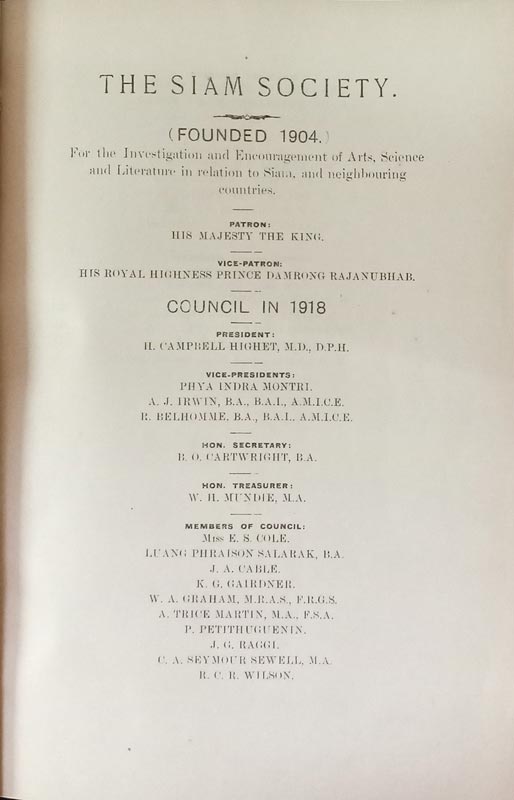 THE SIAM SOCIETY.
(FOUNDED 1904.)
For the Investigation and Encouragement of Arts, Science
and Literature in relation to Siam, and neighbouring
countries.
PATRON:
HIS MAJESTY THE KING.
VICE-PATRON:
HIS ROYAL HIGHNESS PRINCE DAMRONG RAJANUBHAB.
COUNCIL IN 1918
PRESIDENT:
H. CAMPBELL HIGHET, M.D., D.P.H.
VICE-PRESIDENTS:
PHYA INDRA MONTRI.
A. J. IRWIN, B.A., B.A.I., A.M.I.C.E.
R. BELHOMME, B.A., B.A.I., A.M.I.C.E.
HON. SECRETARY:
B. O. CARTWRIGHT, B.A.
HON. TREASURER:
W. H. MUNDIE, M.A.
MEMBERS OF COUNCIL:
Miss E. S. COLE.
LUANG PHRAISON SALARAK, B.A.
J. A. CABLE.
K. G. GAIRDNER.
W. A. GRAHAM, M.R.A.S., F.R.G.S.
A. TRICE MARTIN, M.A., F.S.A.
P. PETITHUGUENIN.
J. G. RAGGI.
C. A. SEYMOUR SEWELL, M.A.
R. C. R. WILSON.